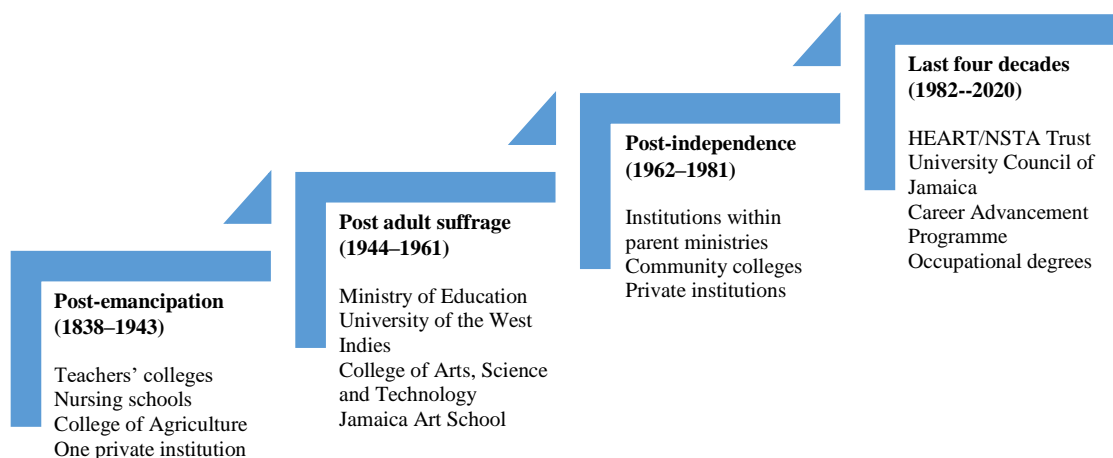 Post-emancipation
(1838–1943)
Teachers’ colleges
Nursing schools
College of Agriculture
One private institution
Post adult suffrage
(1944–1961)
Ministry of Education
University of the West
Indies
College of Arts, Science
and Technology
Jamaica Art School
Post-independence
(1962–1981)
Institutions within
parent ministries
Community colleges
Private institutions
Last four decades
(1982--2020)
HEART/NSTA Trust
University Council of
Jamaica
Career Advancement
Programme
Occupational degrees